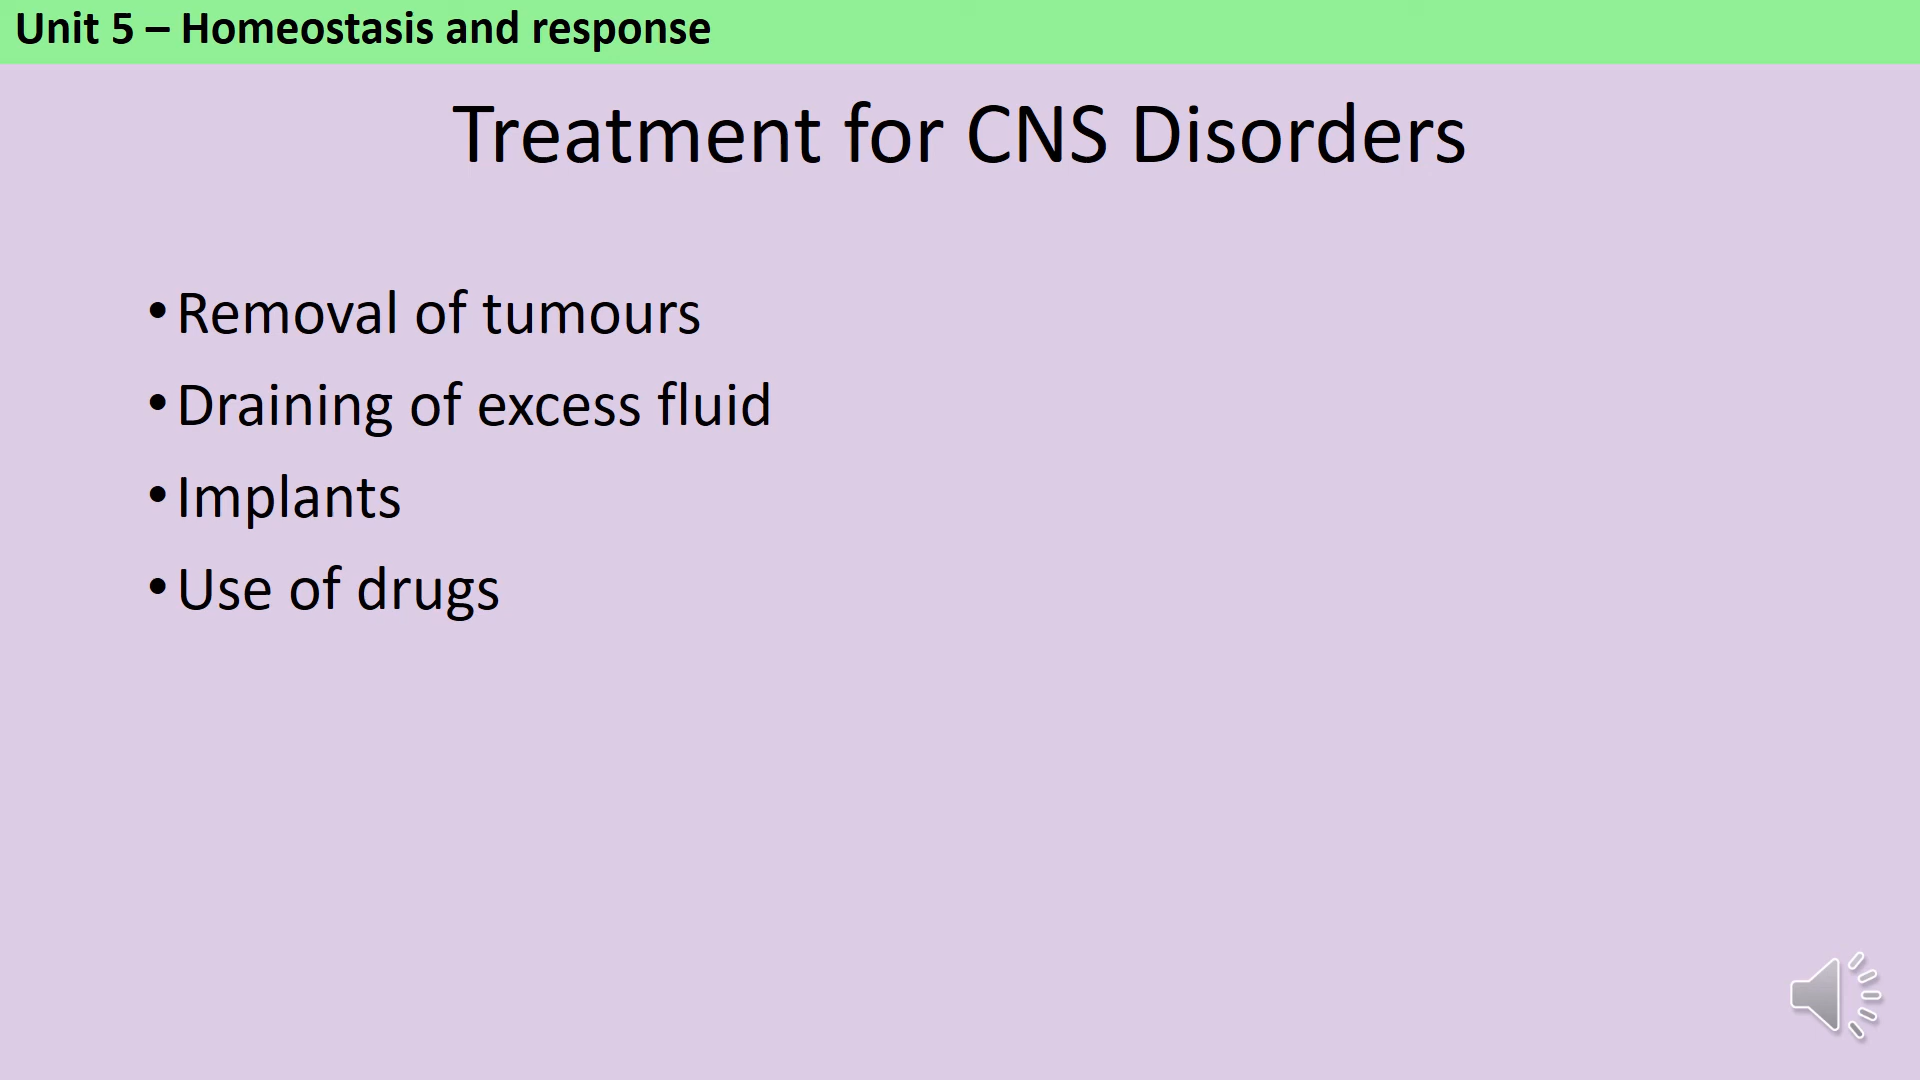 Unit 5 – Homeostasis and response
Treatment for CNS Disorders
•Removal of tumours
•Draining of excess fluid
•Implants
•Use of drugs